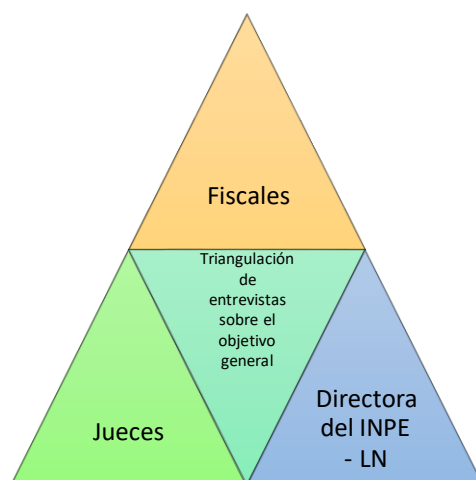 Fiscales
Triangulación
de
entrevistas
sobre el
objetivo
general
Jueces
Directora
del INPE
- LN